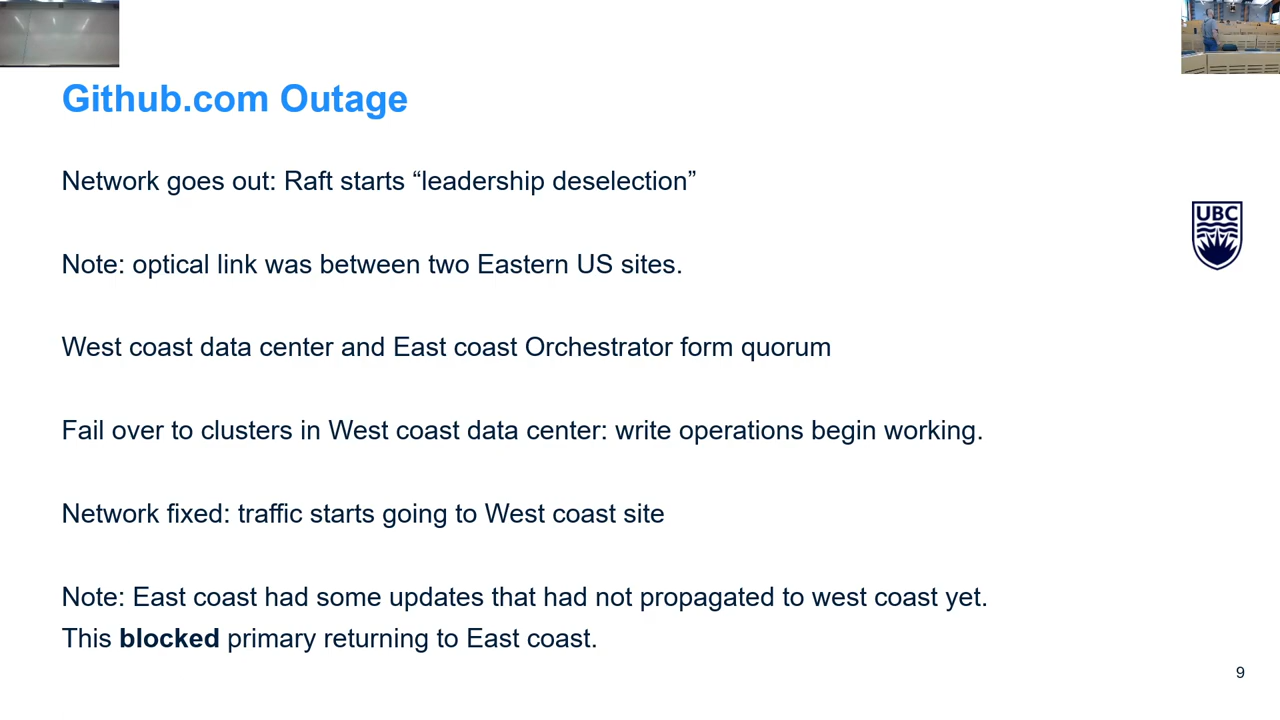 Github.com Outage
Network goes out: Raft starts “leadership deselection”
UBC
Note: optical link was between two Eastern US sites.
West coast data center and East coast Orchestrator form quorum
Fail over to clusters in West coast data center: write operations begin working.
Network fixed: traffic starts going to West coast site
Note: East coast had some updates that had not propagated to west coast yet.
This blocked primary returning to East coast.
9